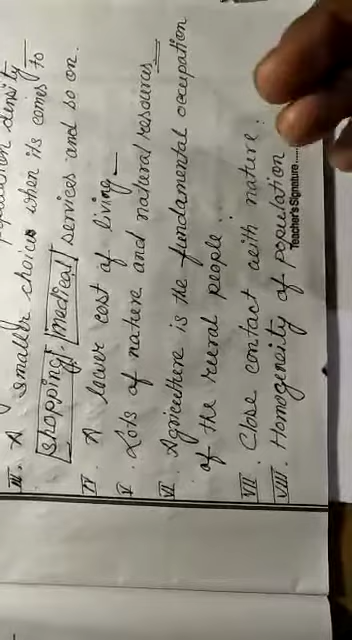 population density
III. A smaller choice when its comes to
shopping, medical services and so on.
IV. A lower cost of living
V. Lots of nature and natural resources
VI. Agriculture is the fundamental occupation
of the rural people.
VII. Close contact with nature.
VIII. Homogeneity of population
Teacher's Signature.....